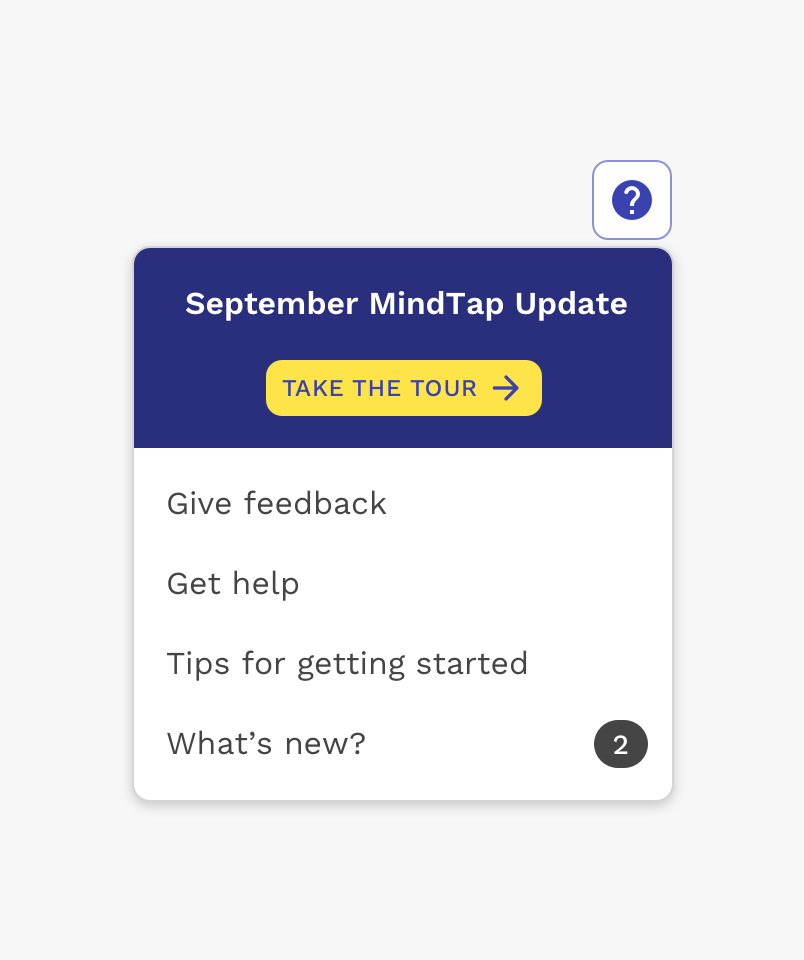 ?
September MindTap Update
TAKE THE TOUR →
Give feedback
Get help
Tips for getting started
What’s new? 2